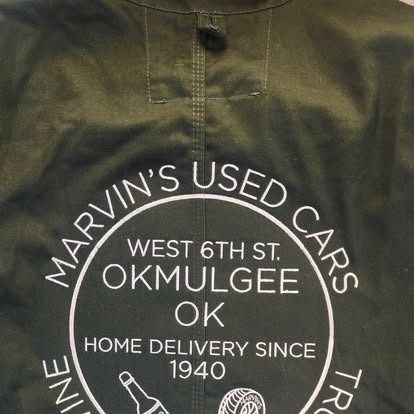 MARVIN'S USED CARS
WEST 6TH ST.
OKMULGEE
OK
HOME DELIVERY SINCE
1940